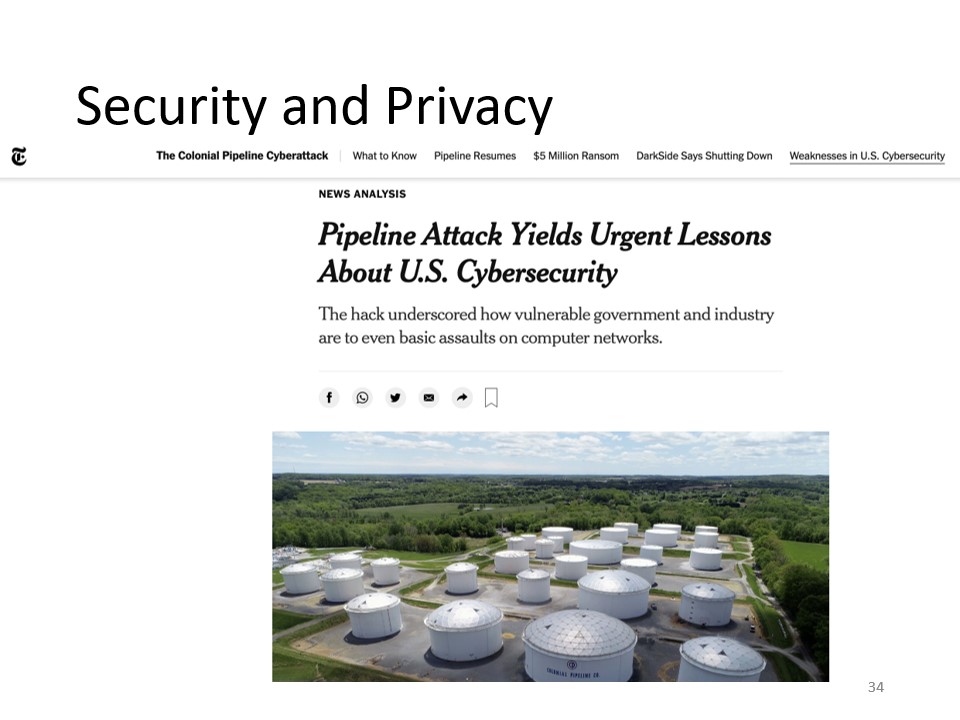 Security and Privacy
The Colonial Pipeline Cyberattack What to Know Pipeline Resumes $5 Million Ransom DarkSide Says Shutting Down Weaknesses in U.S. Cybersecurity
NEWS ANALYSIS
Pipeline Attack Yields Urgent Lessons
About U.S. Cybersecurity
The hack underscored how vulnerable government and industry
are to even basic assaults on computer networks.
COLONIAL PIPELINE CO.
34